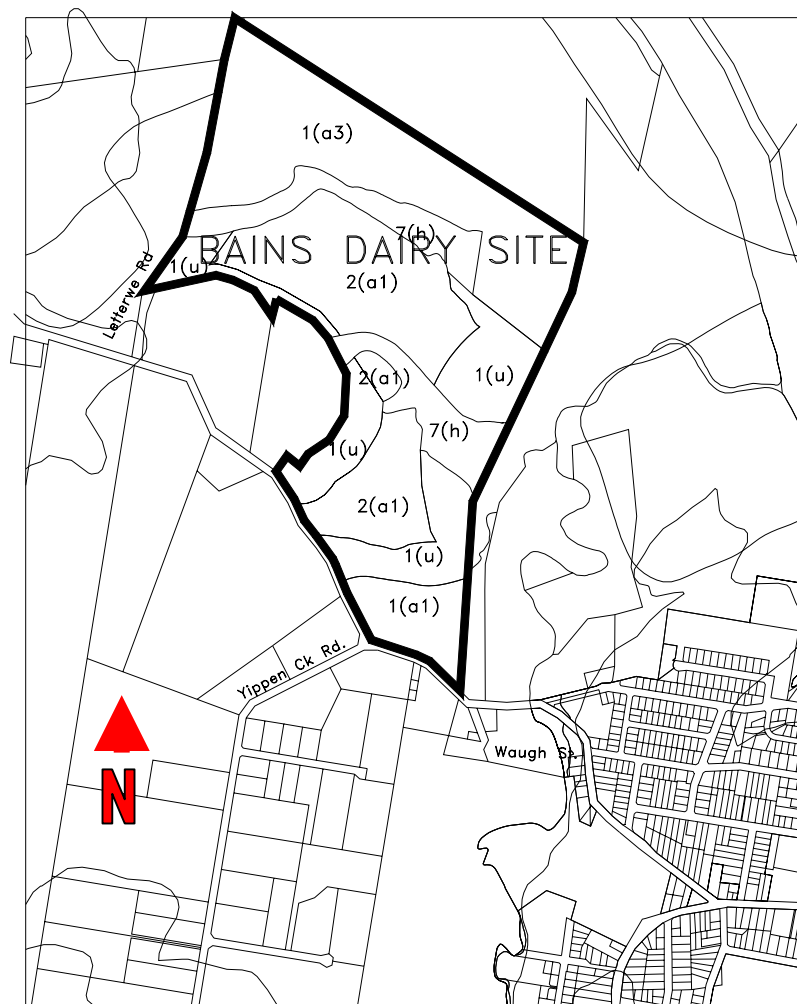 1(a3)
7(h)
BAINS DAIRY SITE
1(u)
2(a1)
Letterwe Rd
2(a1)
1(u)
7(h)
1(u)
2(a1)
1(u)
1(a1)
Yippen Ck Rd.
Waugh St.
N